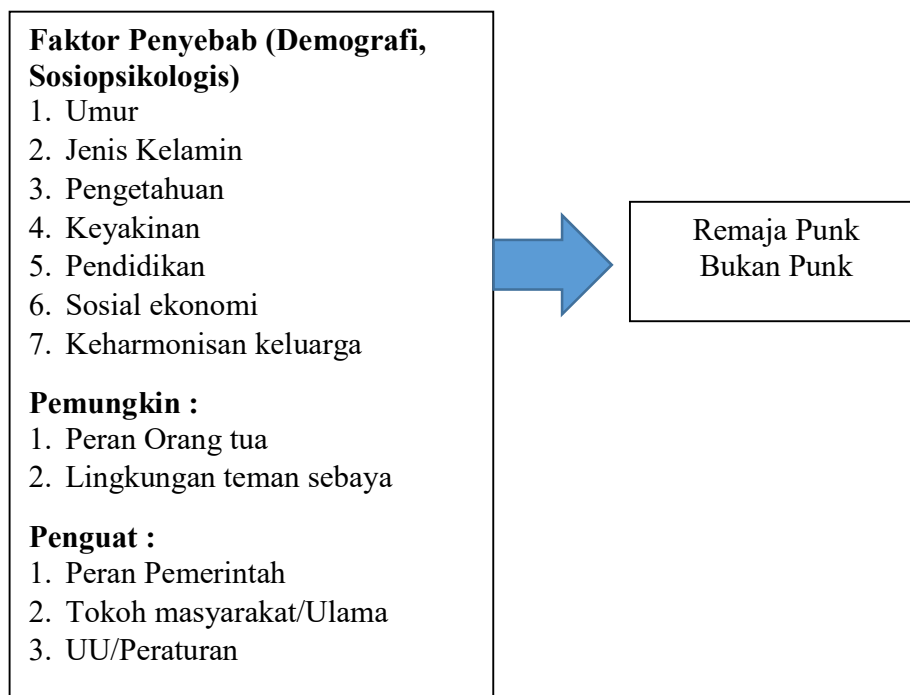 Faktor Penyebab (Demografi,
Sosiopsikologis)
1. Umur
2. Jenis Kelamin
3. Pengetahuan
4. Keyakinan
5. Pendidikan
6. Sosial ekonomi
7. Keharmonisan keluarga
Pemungkin :
1. Peran Orang tua
2. Lingkungan teman sebaya
Penguat :
1. Peran Pemerintah
2. Tokoh masyarakat/Ulama
3. UU/Peraturan
Remaja Punk
Bukan Punk